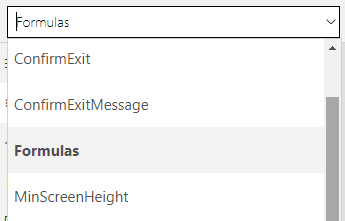 Formulas
ConfirmExit
ConfirmExitMessage
Formulas
MinScreenHeight